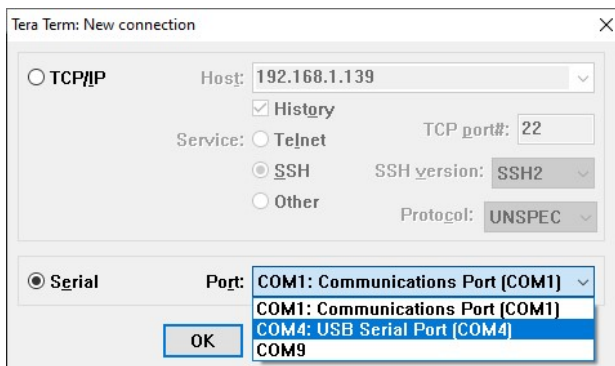 Tera Term: New connection
TCP/IP Host: 192.168.1.139
History
Service: Telnet TCP port#: 22
SSH SSH version: SSH2
Other Protocol: UNSPEC
Serial Port: COM1: Communications Port (COM1)
COM1: Communications Port (COM1)
COM4: USB Serial Port (COM4)
OK COM9